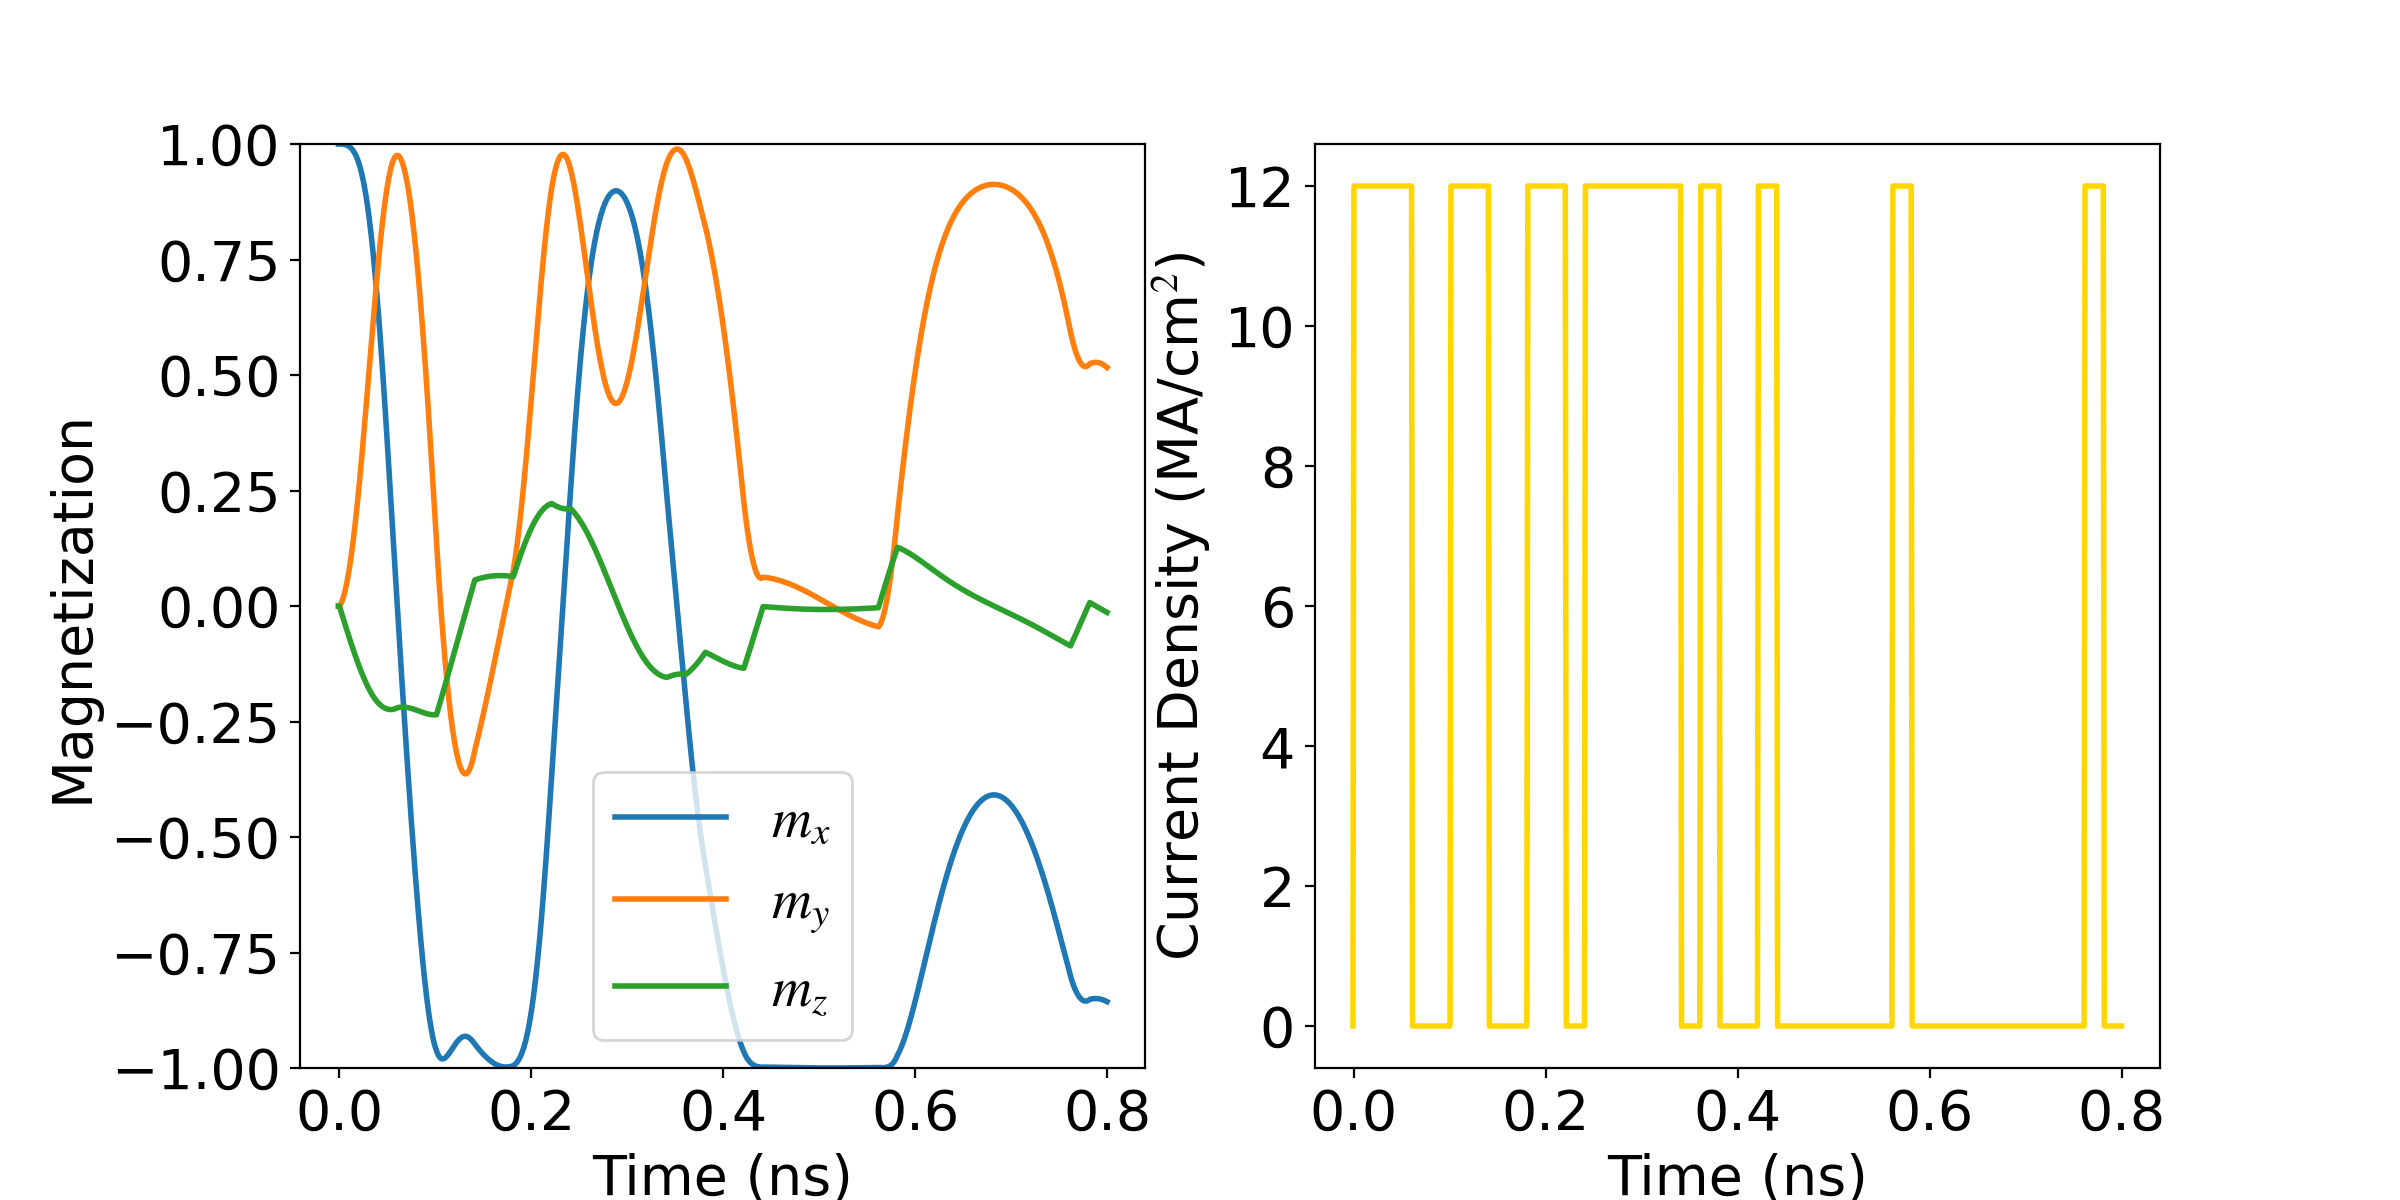 Magnetization
1.00
0.75
0.50
0.25
0.00
−0.25
−0.50
−0.75
−1.00
0.0 0.2 0.4 0.6 0.8
Time (ns)
m_x
m_y
m_z
Current Density (MA/cm²)
12
10
8
6
4
2
0
0.0 0.2 0.4 0.6 0.8
Time (ns)